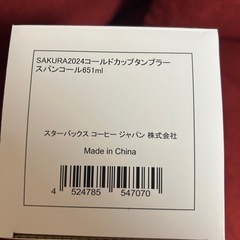 SAKURA2024コールドカップタンブラー
スパンコール651ml
スターバックス コーヒー ジャパン 株式会社
Made in China
4 524785 547070